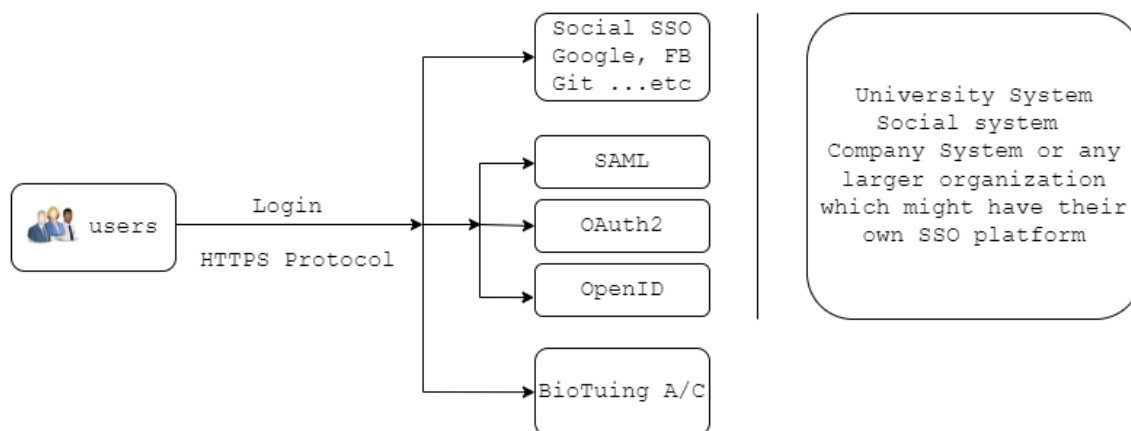 Social SSO
Google, FB
Git ...etc
University System
Social system
Company System or any
larger organization
which might have their
own SSO platform
SAML
users
Login
OAuth2
HTTPS Protocol
OpenID
BioTuing A/C